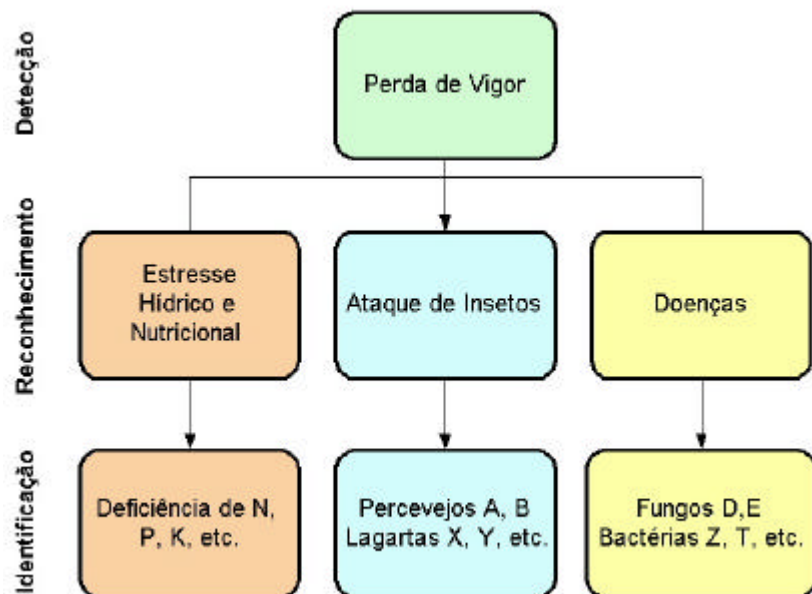 Detecção
Perda de Vigor
Reconhecimento
Estresse
Hídrico e
Nutricional
Ataque de Insetos
Doenças
Identificação
Deficiência de N,
P, K, etc.
Percevejos A, B
Lagartas X, Y, etc.
Fungos D,E
Bactérias Z, T, etc.